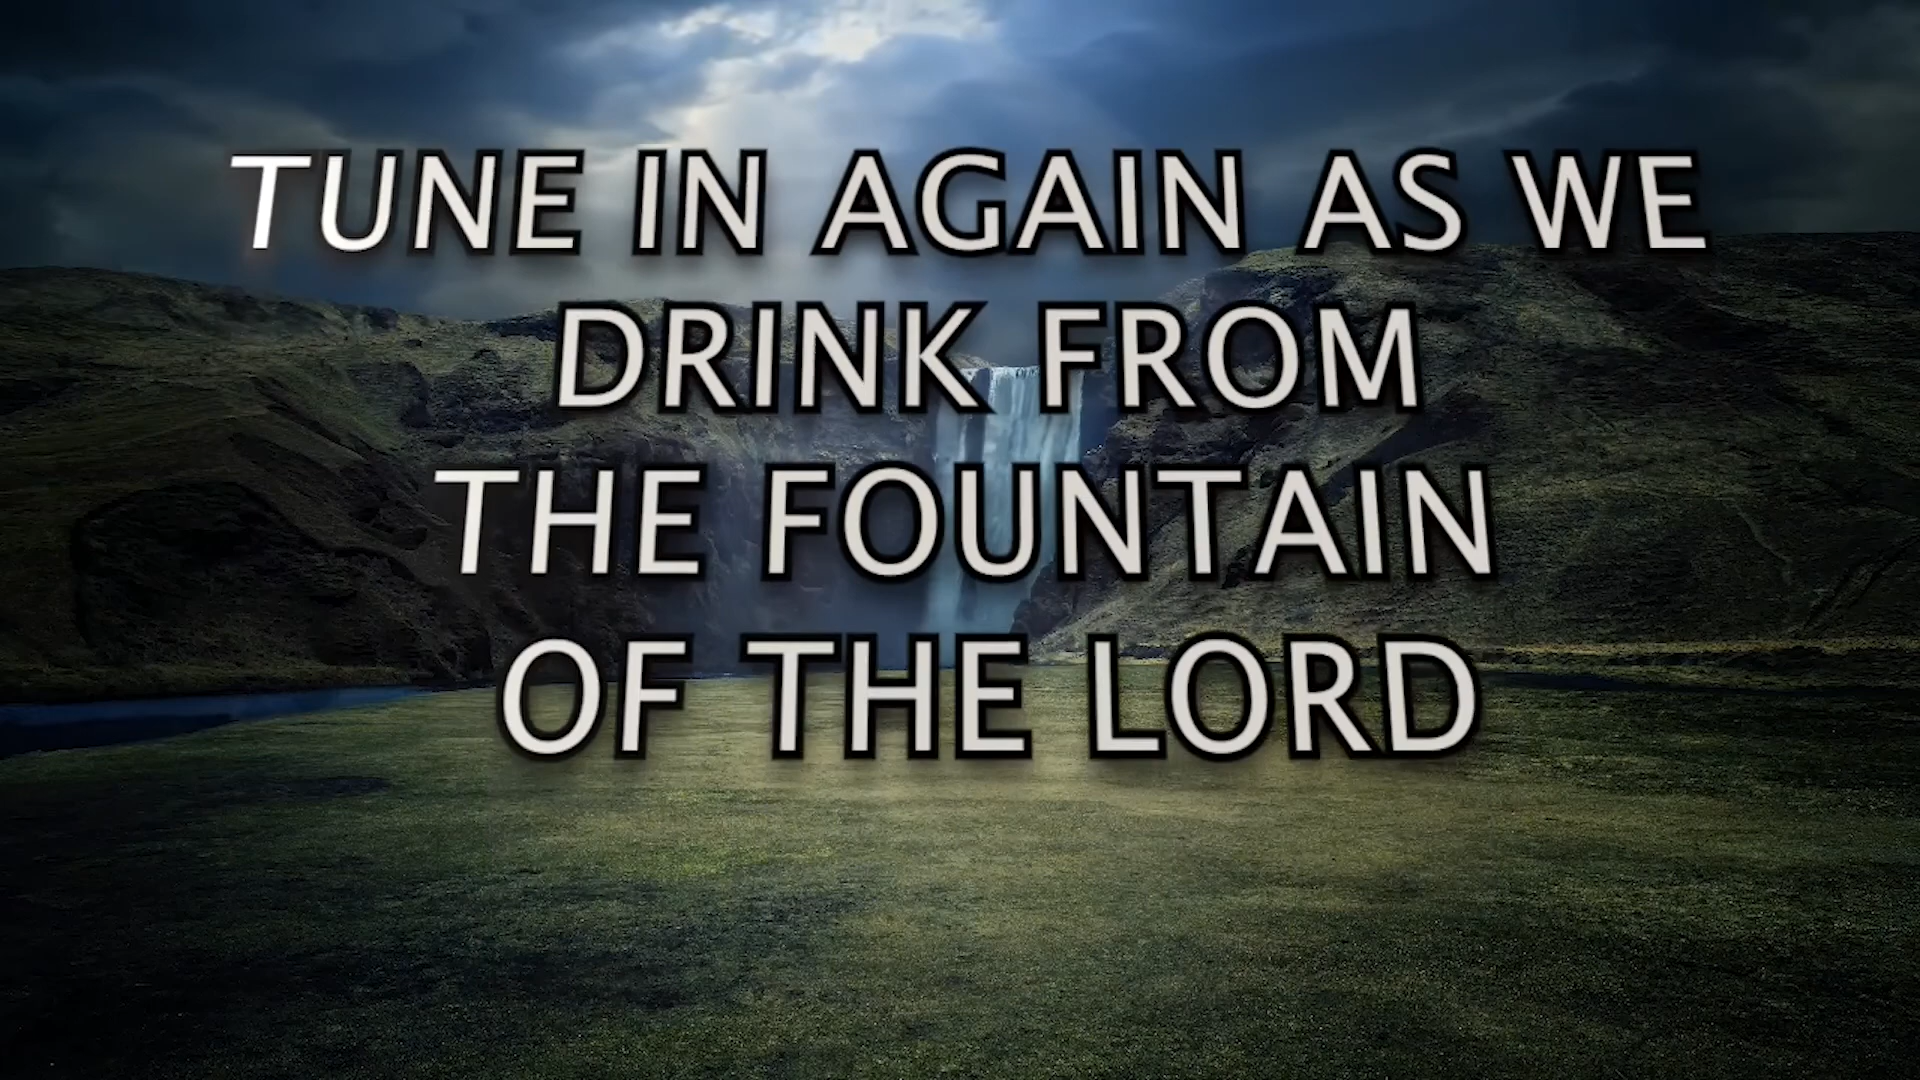 TUNE IN AGAIN AS WE
DRINK FROM
THE FOUNTAIN
OF THE LORD